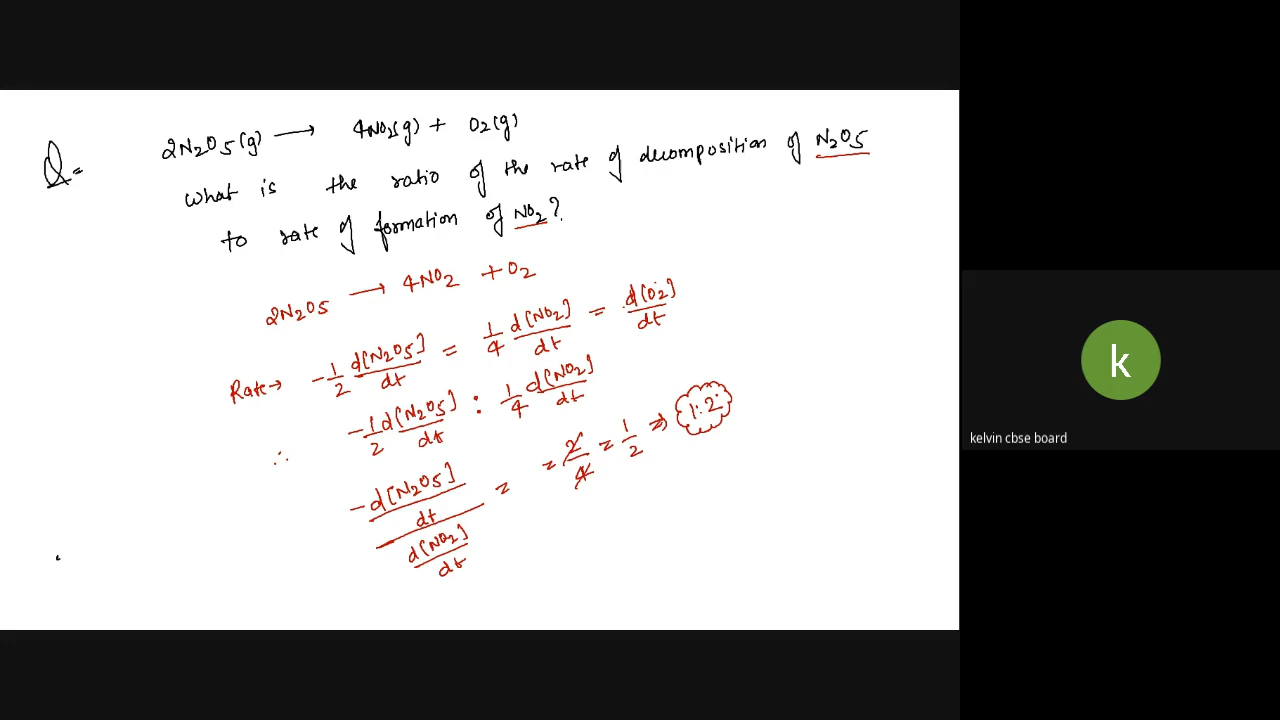 Q= 2N2O5(g) → 4NO2(g) + O2(g)
What is the ratio of the rate of decomposition of N2O5
to rate of formation of NO2?
2N2O5 → 4NO2 + O2
Rate → -1/2 d[N2O5]/dt = 1/4 d[NO2]/dt = d[O2]/dt
∴ -1/2 d[N2O5]/dt : 1/4 d[NO2]/dt
-d[N2O5]/dt / d[NO2]/dt = = 2/4 = 1/2 ⇒ 1:2
k
kelvin cbse board